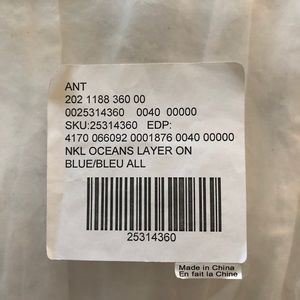 ANT
202 1188 360 00
0025314360 0040 00000
SKU:25314360 EDP:
4170 066092 0001876 0040 00000
NKL OCEANS LAYER ON
BLUE/BLEU ALL
25314360
Made in China
En fait la Chine